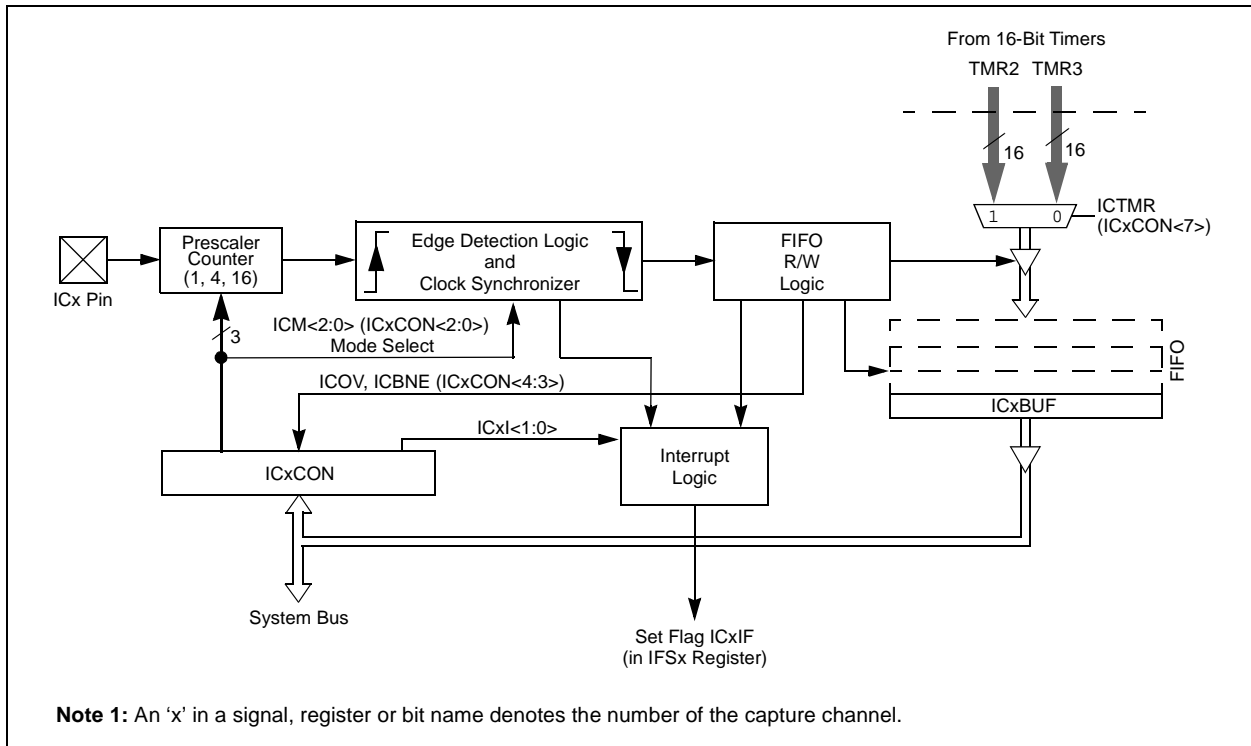 From 16-Bit Timers
TMR2 TMR3
16 16
1 0
ICTMR
(ICxCON<7>)
Prescaler
Counter
(1, 4, 16)
Edge Detection Logic
and
Clock Synchronizer
FIFO
R/W
Logic
ICx Pin
3
ICM<2:0> (ICxCON<2:0>)
Mode Select
FIFO
ICOV, ICBNE (ICxCON<4:3>)
ICxBUF
ICxI<1:0>
Interrupt
Logic
ICxCON
System Bus
Set Flag ICxIF
(in IFSx Register)
Note 1: An ‘x’ in a signal, register or bit name denotes the number of the capture channel.